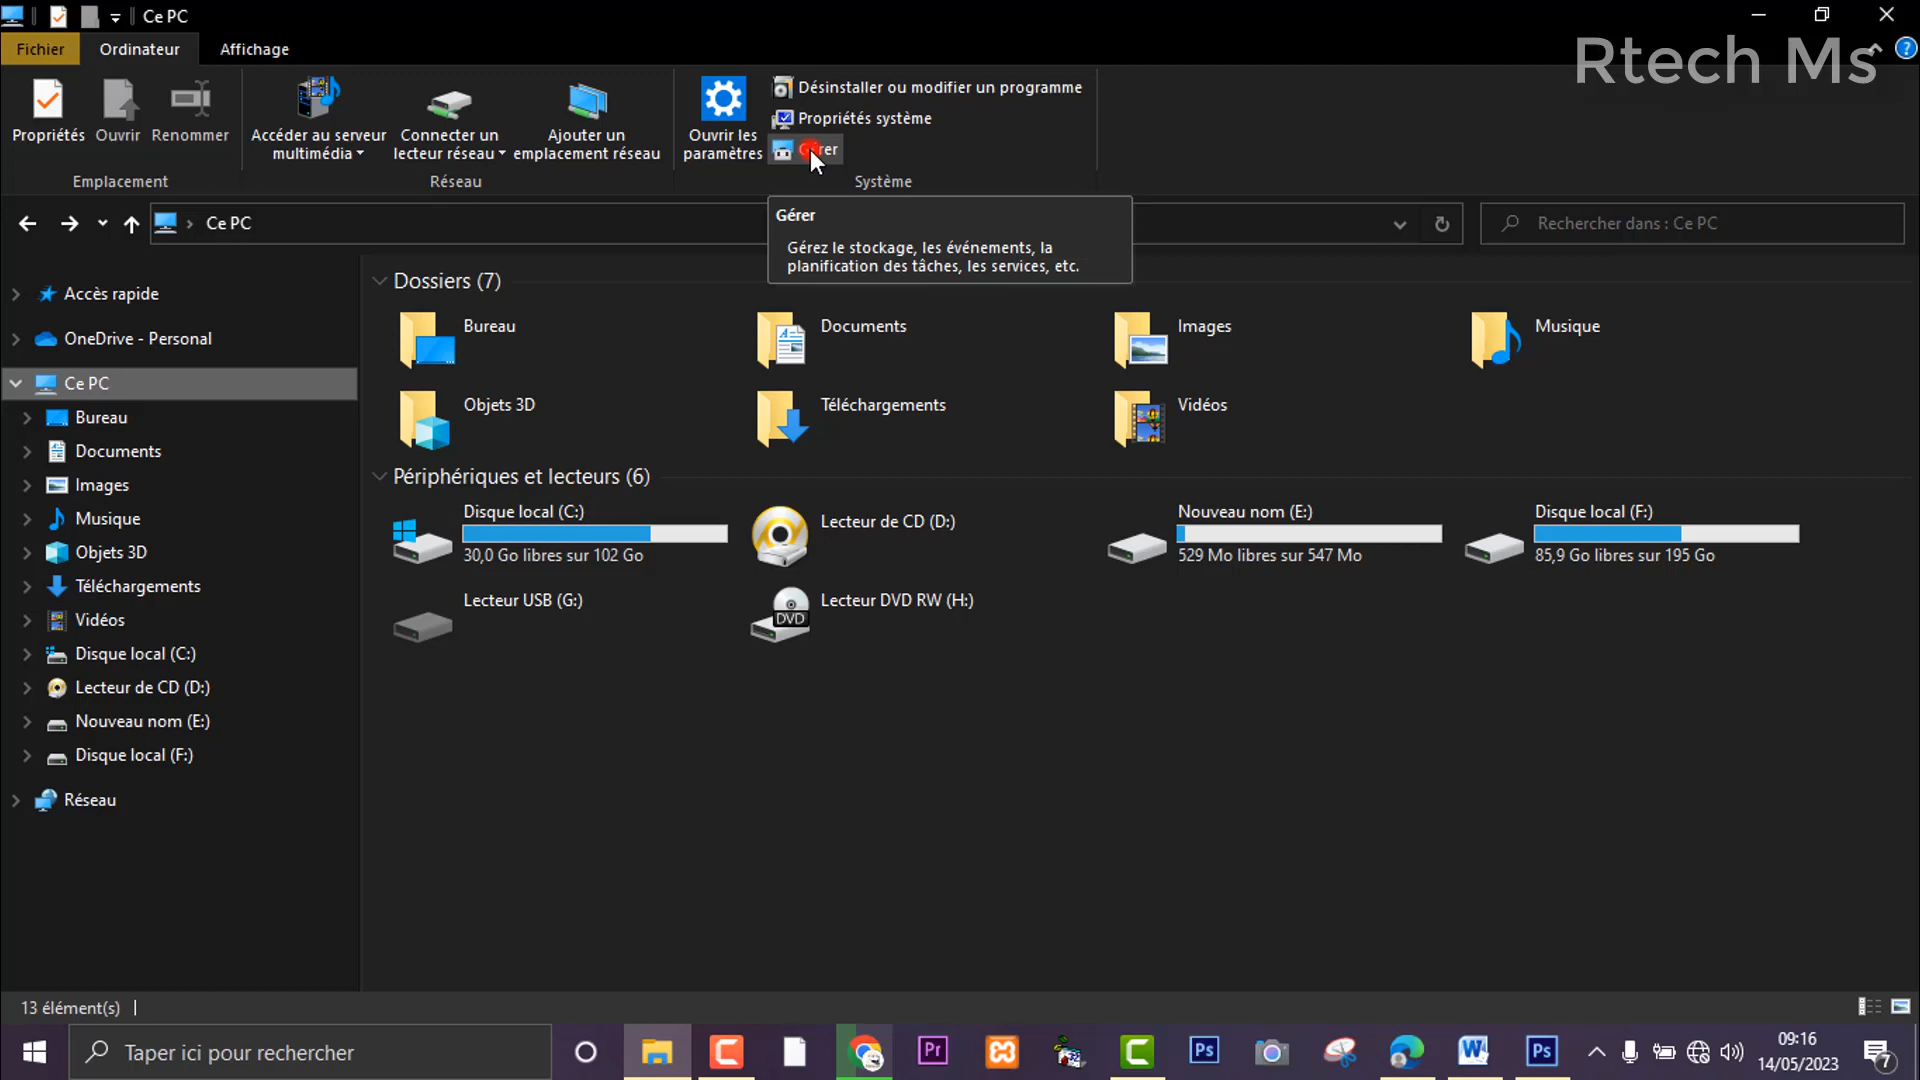 Ce PC
Rtech Ms
Fichier
Ordinateur
Affichage
Propriétés
Ouvrir
Renommer
Emplacement
Accéder au serveur
multimédia
Connecter un
lecteur réseau
Ajouter un
emplacement réseau
Réseau
Ouvrir les
paramètres
Désinstaller ou modifier un programme
Propriétés système
Système
Ce PC
Rechercher dans : Ce PC
Gérer
Gérez le stockage, les événements, la
planification des tâches, les services, etc.
Accès rapide
OneDrive - Personal
Ce PC
Bureau
Documents
Images
Musique
Objets 3D
Téléchargements
Vidéos
Disque local (C:)
Lecteur de CD (D:)
Nouveau nom (E:)
Disque local (F:)
Réseau
Dossiers (7)
Bureau
Documents
Images
Musique
Objets 3D
Téléchargements
Vidéos
Périphériques et lecteurs (6)
Disque local (C:)
30,0 Go libres sur 102 Go
Lecteur de CD (D:)
Nouveau nom (E:)
529 Mo libres sur 547 Mo
Disque local (F:)
85,9 Go libres sur 195 Go
Lecteur USB (G:)
Lecteur DVD RW (H:)
DVD
13 élément(s)
Taper ici pour rechercher
Pr
Ps
Ps
09:16
14/05/2023
7